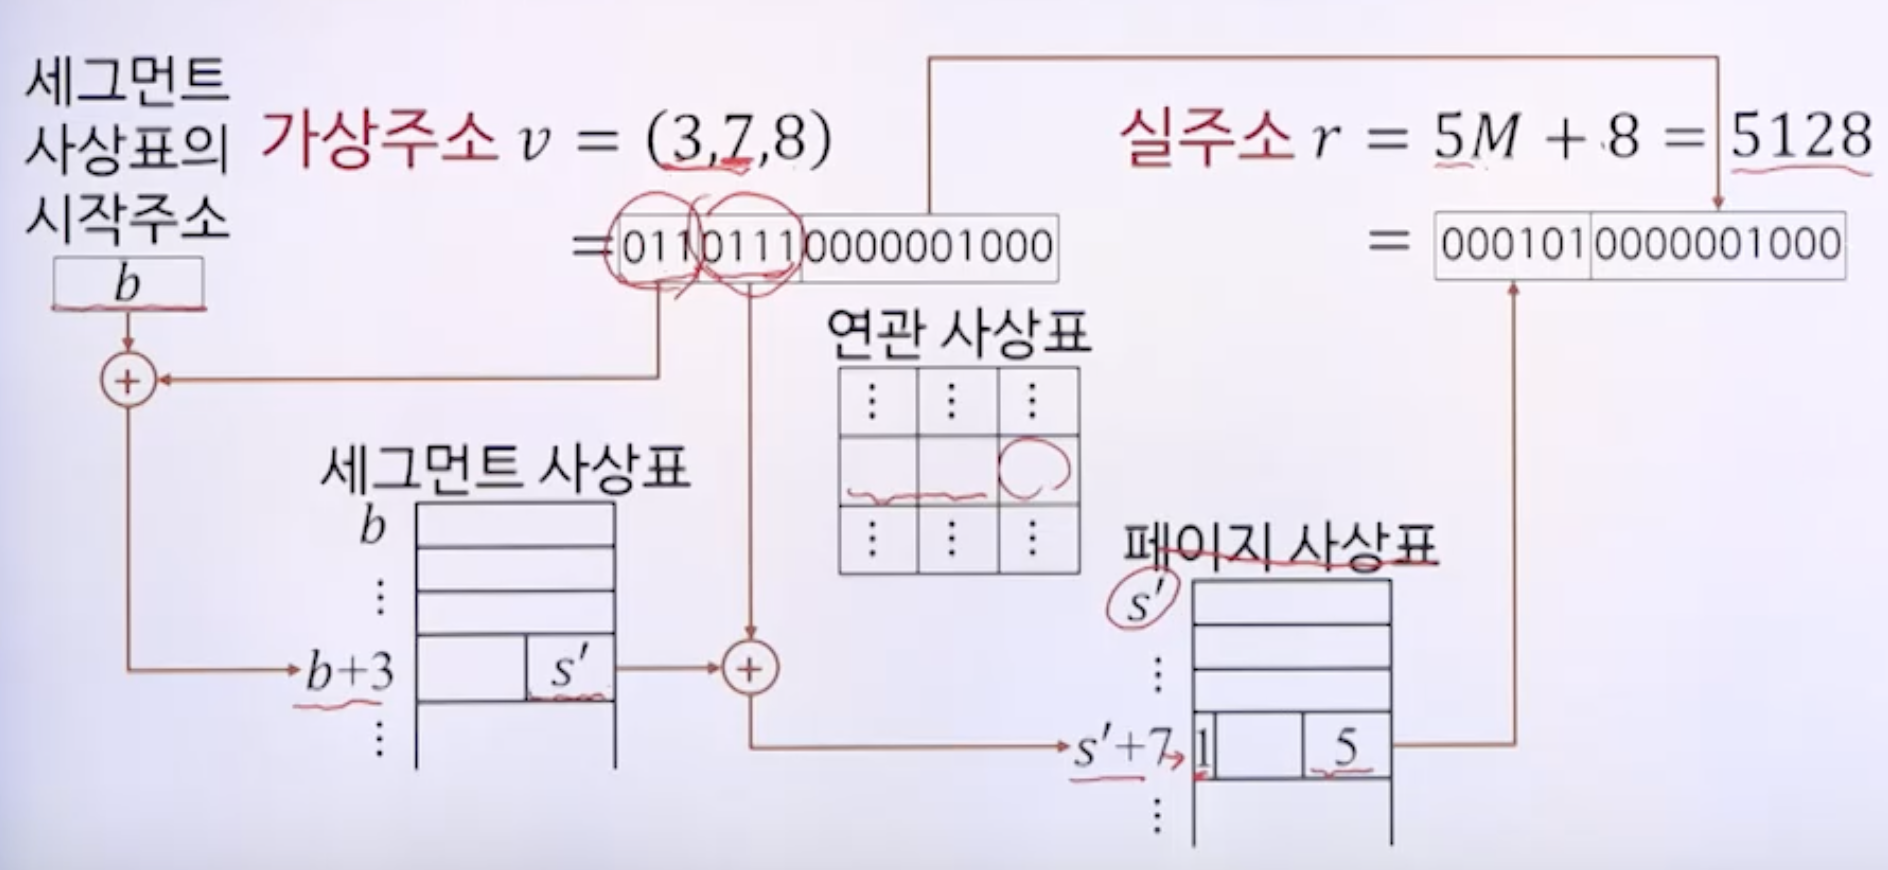 세그먼트
사상표의
시작주소
b
+
가상주소 v = (3,7,8)
=
011 0111 0000001000
실주소 r = 5M + 8 = 5128
=
000101 0000001000
연관 사상표
⋮ ⋮ ⋮
⋮ ⋮ ⋮
세그먼트 사상표
b
⋮
b+3 s′
⋮
+
페이지 사상표
s′
⋮
s′+7 1 5
⋮